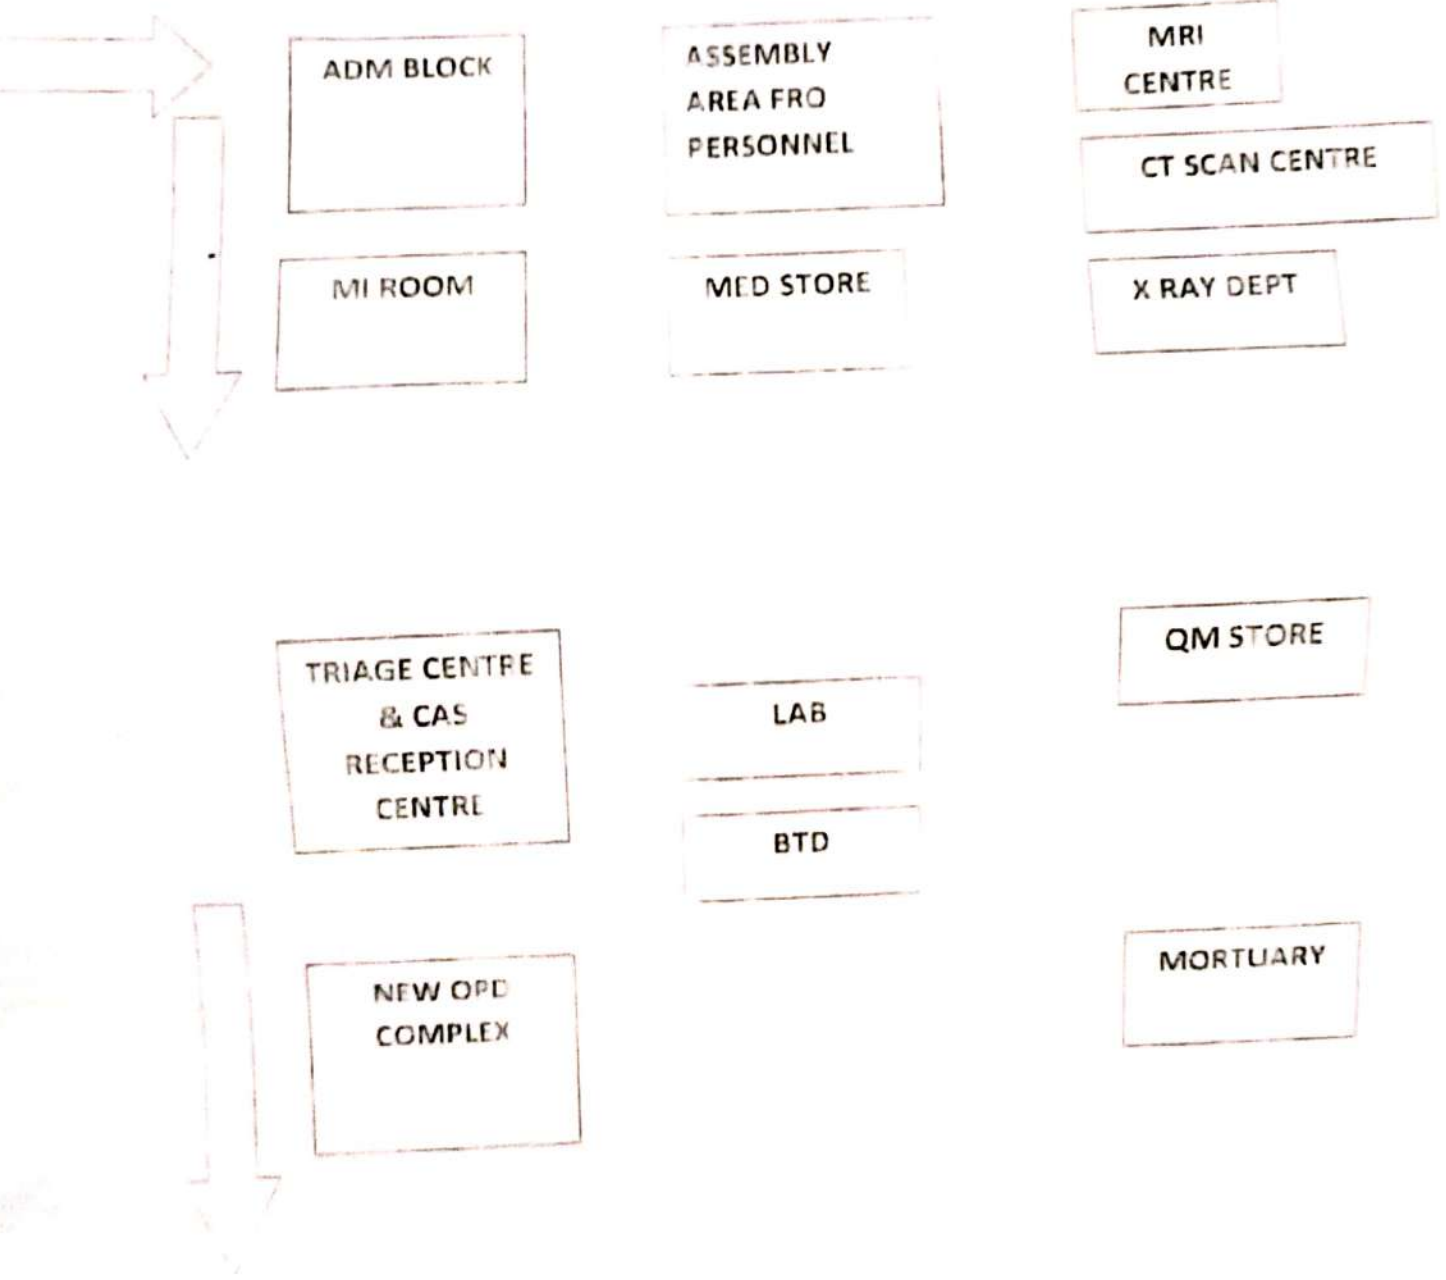 ADM BLOCK
ASSEMBLY
AREA FRO
PERSONNEL
MRI
CENTRE
CT SCAN CENTRE
MI ROOM
MED STORE
X RAY DEPT
TRIAGE CENTRE
& CAS
RECEPTION
CENTRE
LAB
QM STORE
BTD
NEW OPD
COMPLEX
MORTUARY